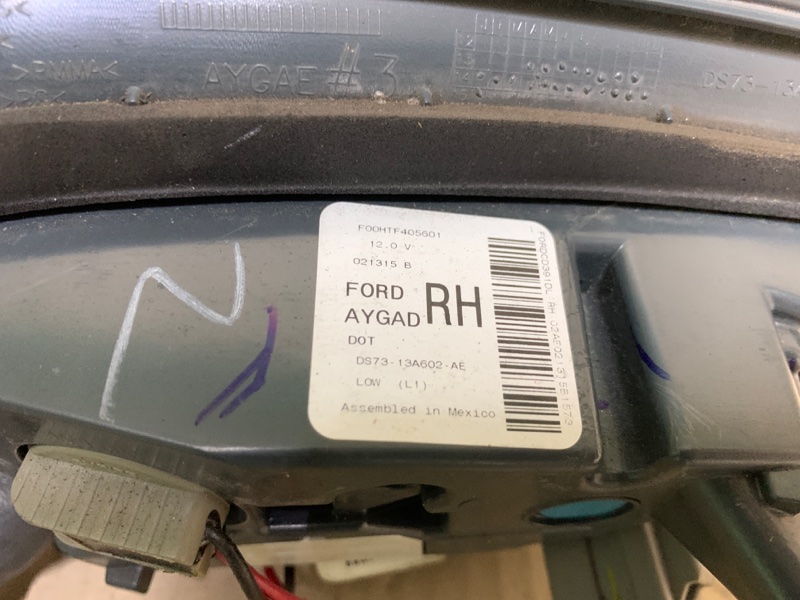 >PMMA<
AYGAE #3
DS73-13A
F00HTF405601
12.0 V
021315 B
FORD RH
AYGAD
DOT
DS73-13A602-AE
LOW (L1)
Assembled in Mexico
N